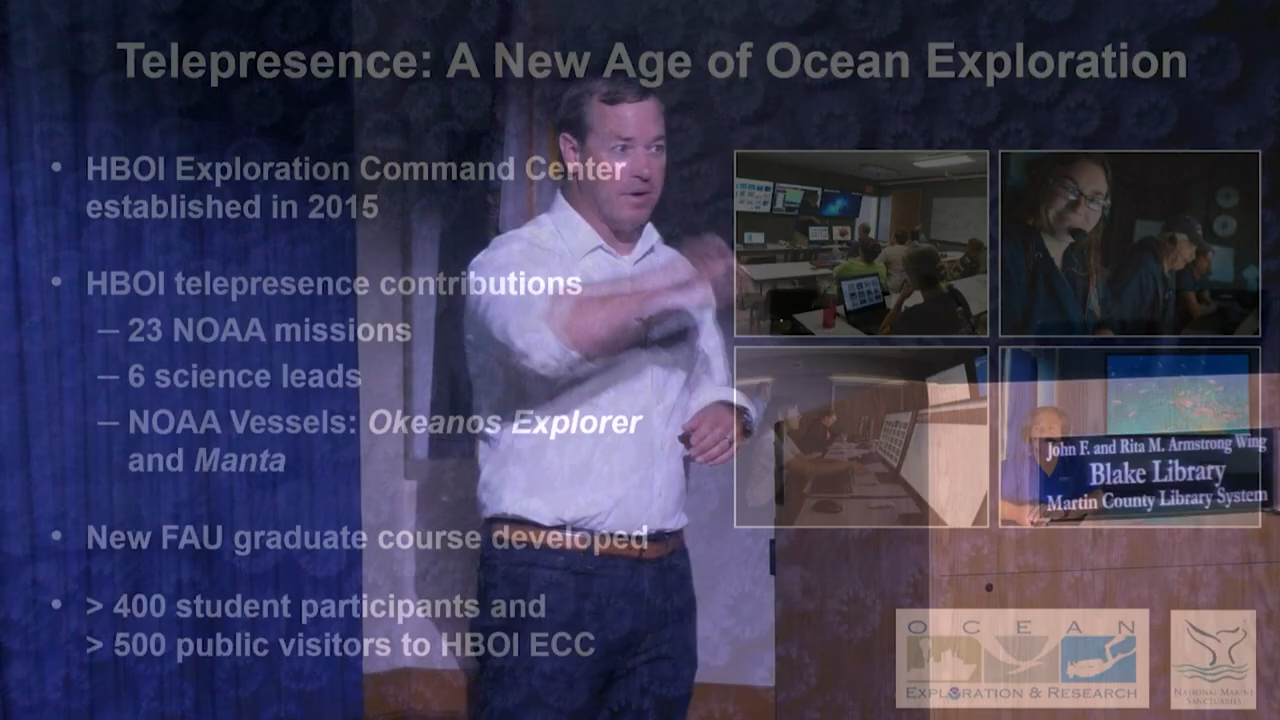 Telepresence: A New Age of Ocean Exploration
• HBOI Exploration Command Center
established in 2015
• HBOI telepresence contributions
– 23 NOAA missions
– 6 science leads
– NOAA Vessels: Okeanos Explorer
and Manta
• New FAU graduate course developed
• > 400 student participants and
> 500 public visitors to HBOI ECC
John F. and Rita M. Armstrong Wing
Blake Library
Martin County Library System
OCEAN
EXPLORATION & RESEARCH
NATIONAL MARINE
SANCTUARIES